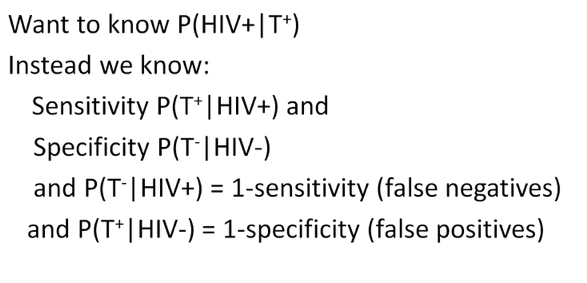 Want to know P(HIV+|T⁺)
Instead we know:
Sensitivity P(T⁺|HIV+) and
Specificity P(T⁻|HIV-)
and P(T⁻|HIV+) = 1-sensitivity (false negatives)
and P(T⁺|HIV-) = 1-specificity (false positives)